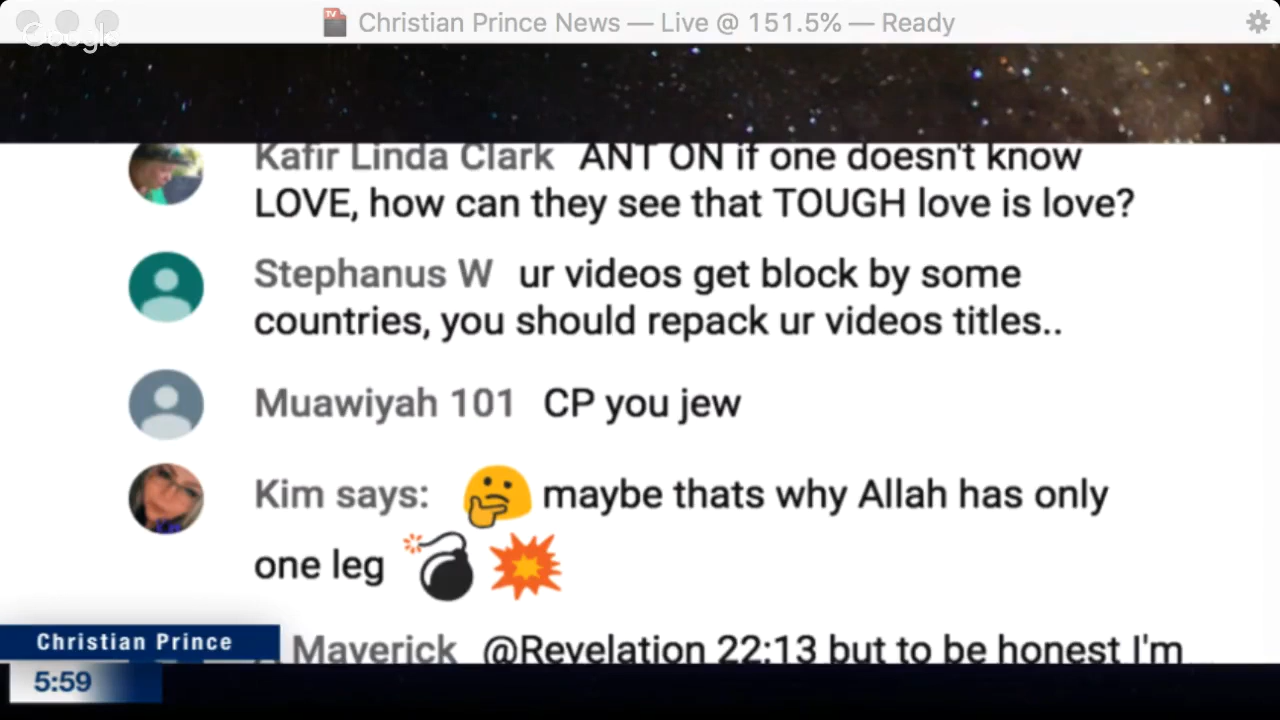 Google
Christian Prince News — Live @ 151.5% — Ready
Kafir Linda Clark ANT ON if one doesn't know
LOVE, how can they see that TOUGH love is love?
Stephanus W ur videos get block by some
countries, you should repack ur videos titles..
Muawiyah 101 CP you jew
Kim says: 🤔 maybe thats why Allah has only
one leg 💣 💥
Maverick @Revelation 22:13 but to be honest I'm
Christian Prince
5:59